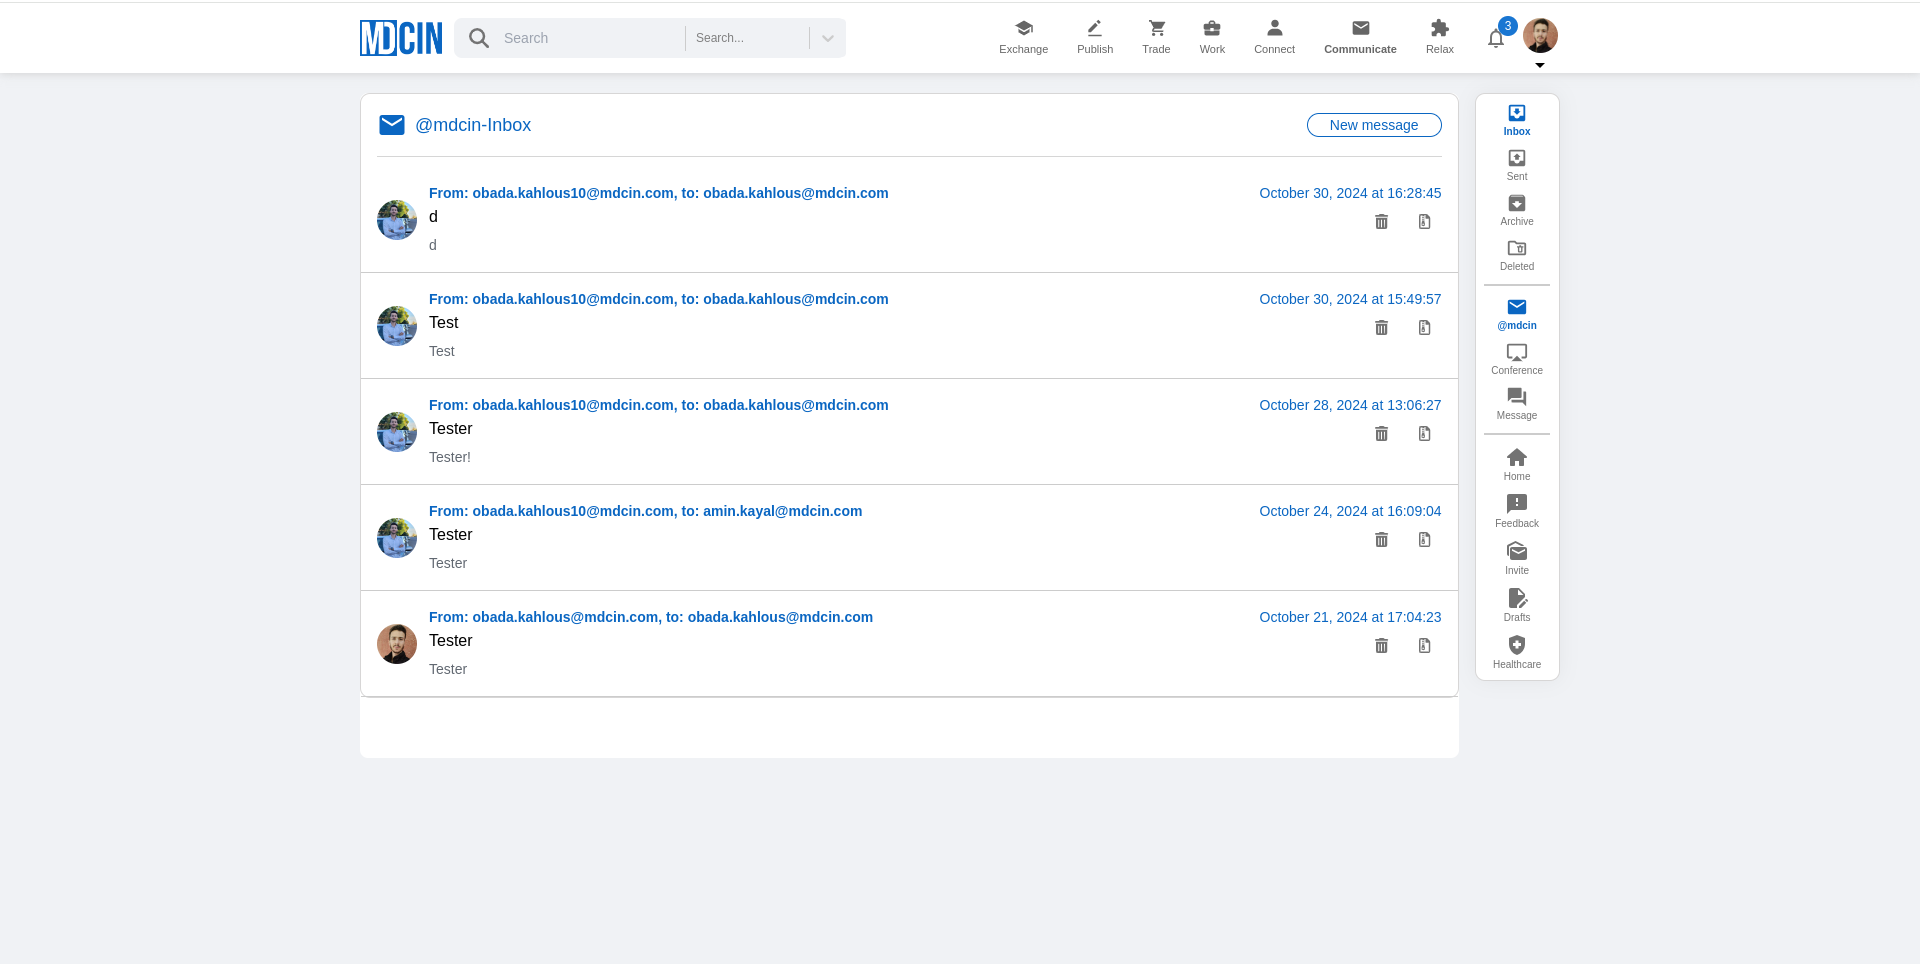 MDCIN
Search
Search...
Exchange
Publish
Trade
Work
Connect
Communicate
Relax
3
@mdcin-Inbox
New message
From: obada.kahlous10@mdcin.com, to: obada.kahlous@mdcin.com
October 30, 2024 at 16:28:45
d
d
From: obada.kahlous10@mdcin.com, to: obada.kahlous@mdcin.com
October 30, 2024 at 15:49:57
Test
Test
From: obada.kahlous10@mdcin.com, to: obada.kahlous@mdcin.com
October 28, 2024 at 13:06:27
Tester
Tester!
From: obada.kahlous10@mdcin.com, to: amin.kayal@mdcin.com
October 24, 2024 at 16:09:04
Tester
Tester
From: obada.kahlous@mdcin.com, to: obada.kahlous@mdcin.com
October 21, 2024 at 17:04:23
Tester
Tester
Inbox
Sent
Archive
Deleted
@mdcin
Conference
Message
Home
Feedback
Invite
Drafts
Healthcare